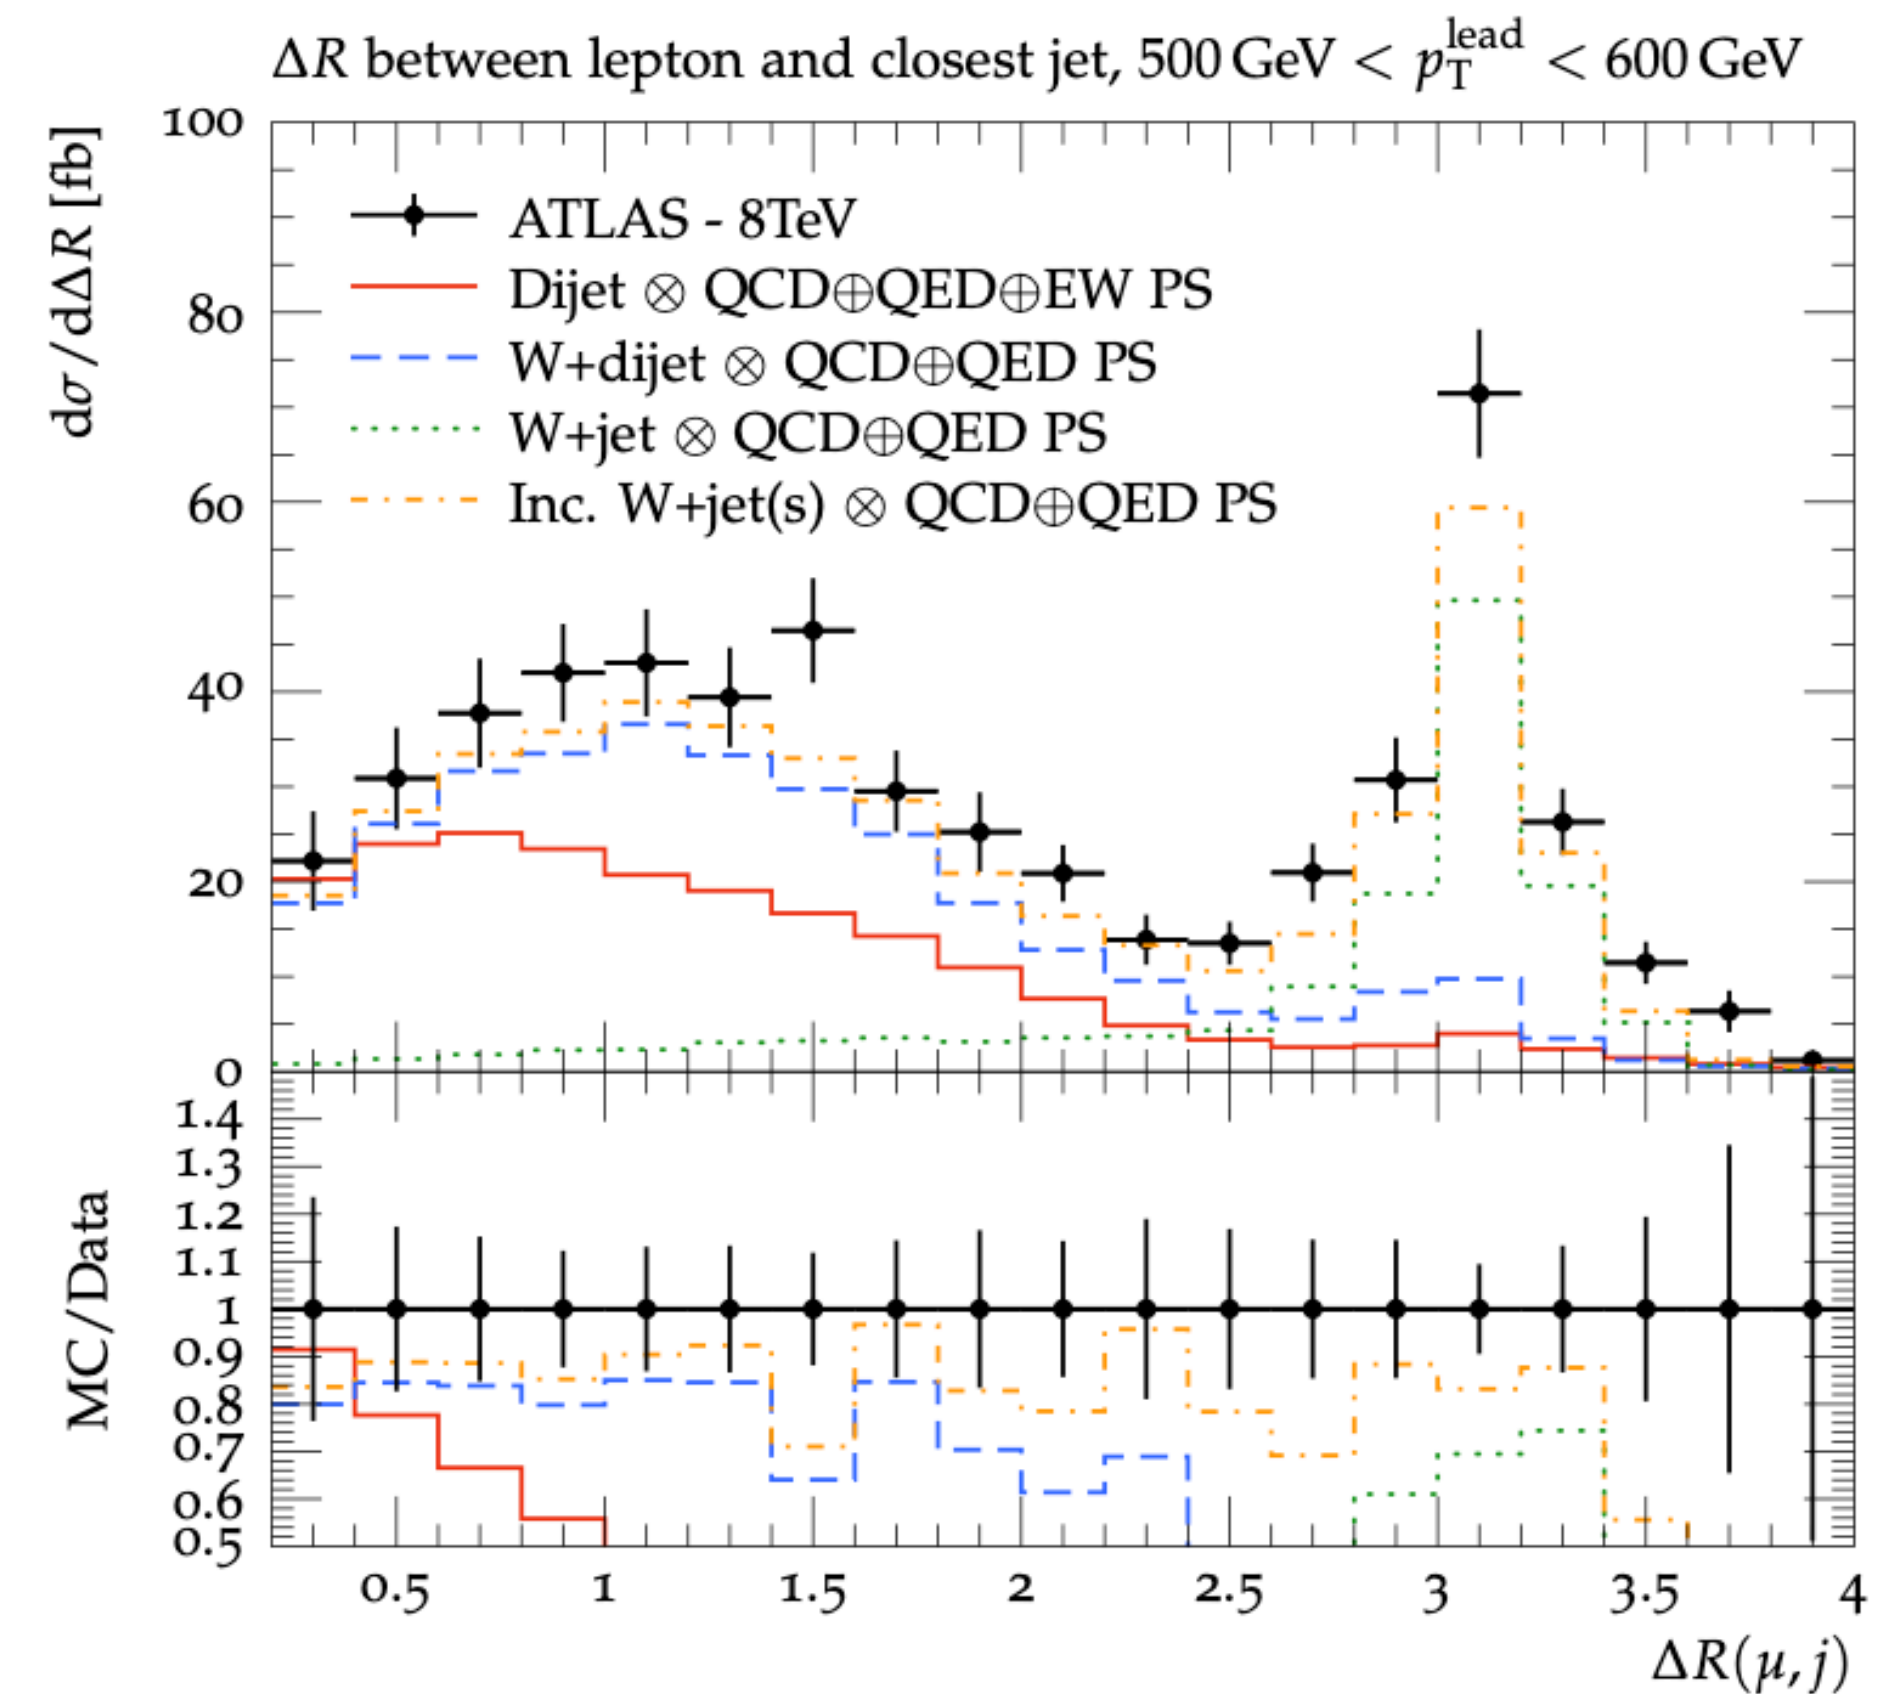 ΔR between lepton and closest jet, 500 GeV < p_T^lead < 600 GeV
dσ/dΔR [fb]
100
80
60
40
20
0
ATLAS - 8TeV
Dijet ⊗ QCD⊕QED⊕EW PS
W+dijet ⊗ QCD⊕QED PS
W+jet ⊗ QCD⊕QED PS
Inc. W+jet(s) ⊗ QCD⊕QED PS
MC/Data
1.4
1.3
1.2
1.1
1
0.9
0.8
0.7
0.6
0.5
0.5 1 1.5 2 2.5 3 3.5 4
ΔR(μ, j)